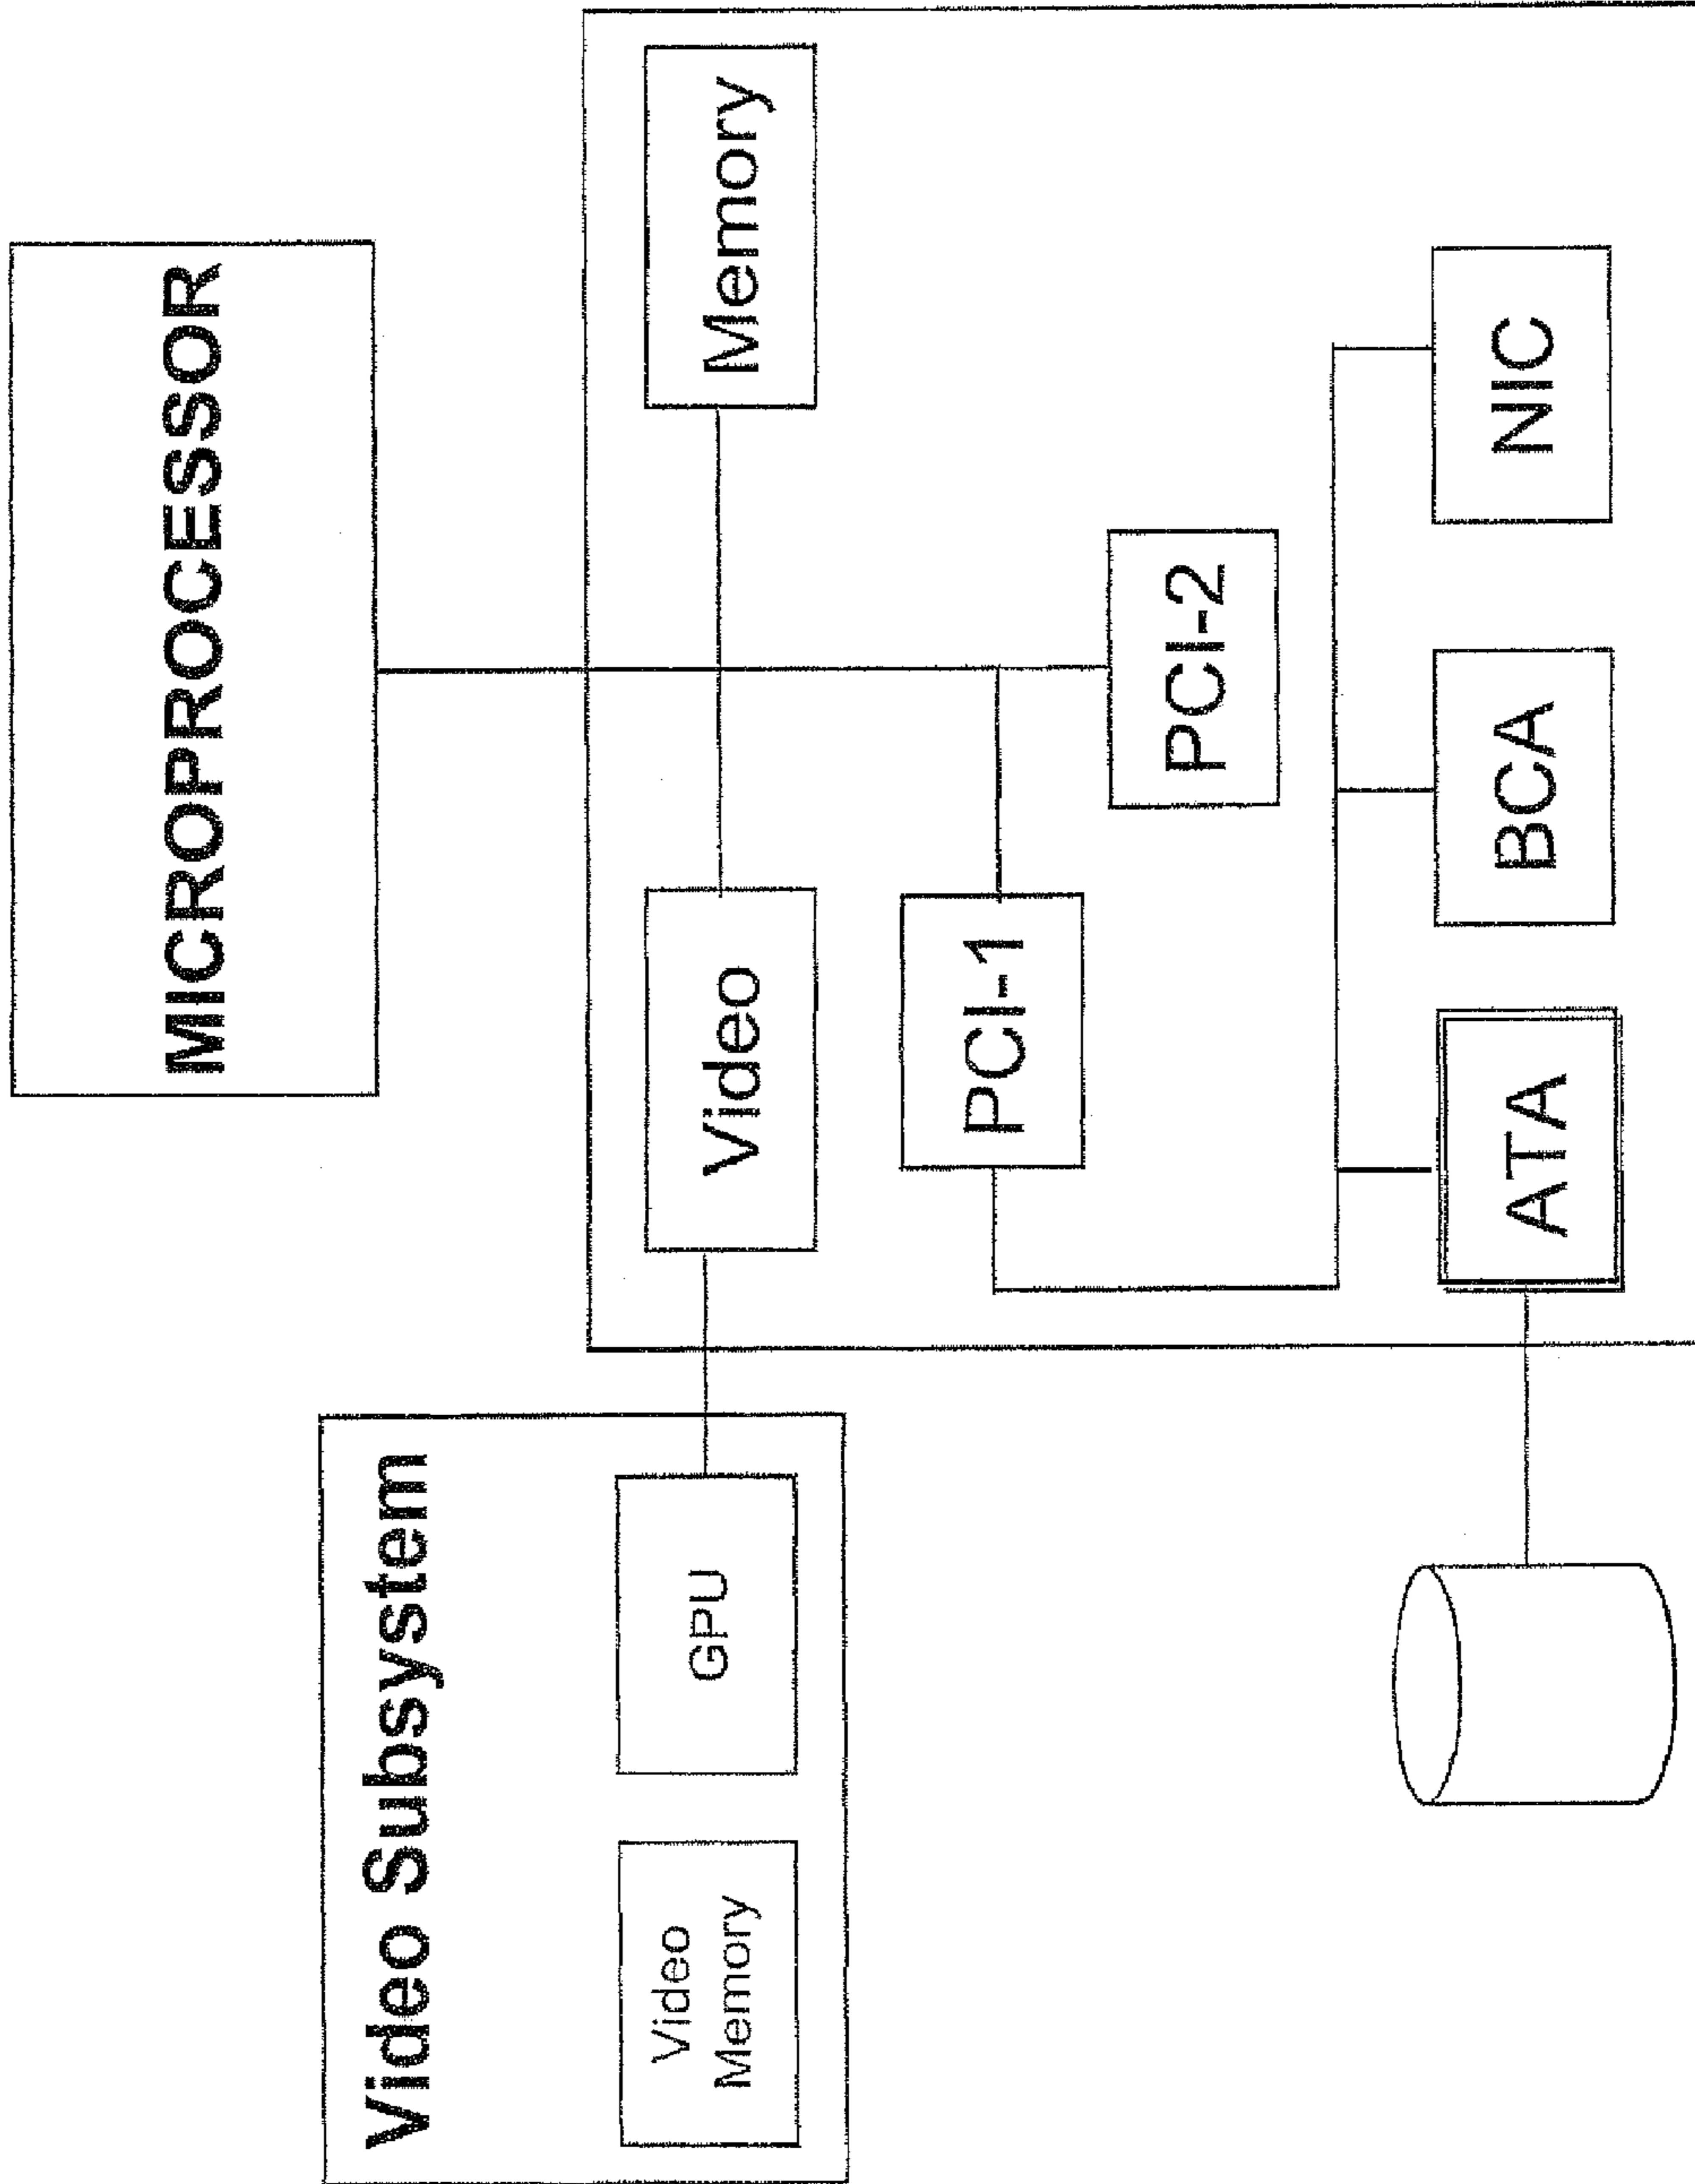 MICROPROCESSOR
Video Subsystem
Video
Memory
GPU
Video
Memory
PCI-1
PCI-2
ATA
BCA
NIC